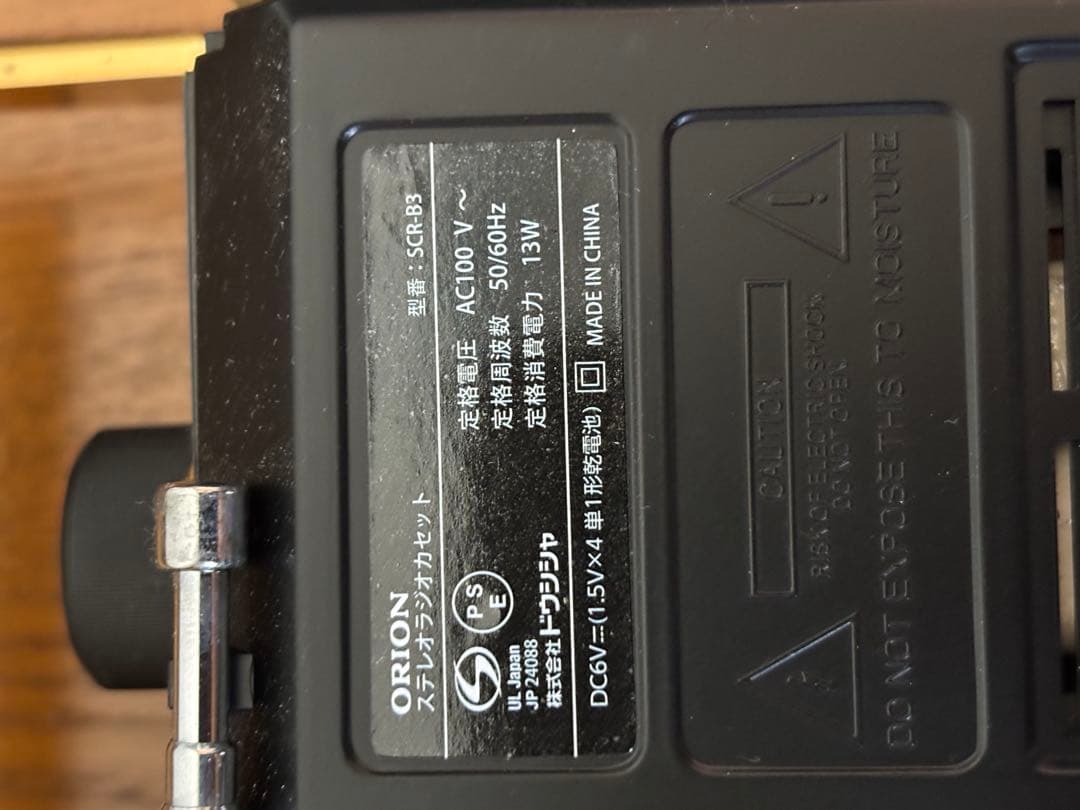 ORION
ステレオラジオカセット 型番：SCR-B3
定格電圧 AC100 V～
定格周波数 50/60Hz
定格消費電力 13W
PS
E
UL Japan
JP 24088
株式会社ドウシシャ
DC6V⎓(1.5V×4 単1形乾電池) MADE IN CHINA
CAUTION
RISK OF ELECTRIC SHOCK
DO NOT OPEN
DO NOT EXPOSE THIS TO MOISTURE